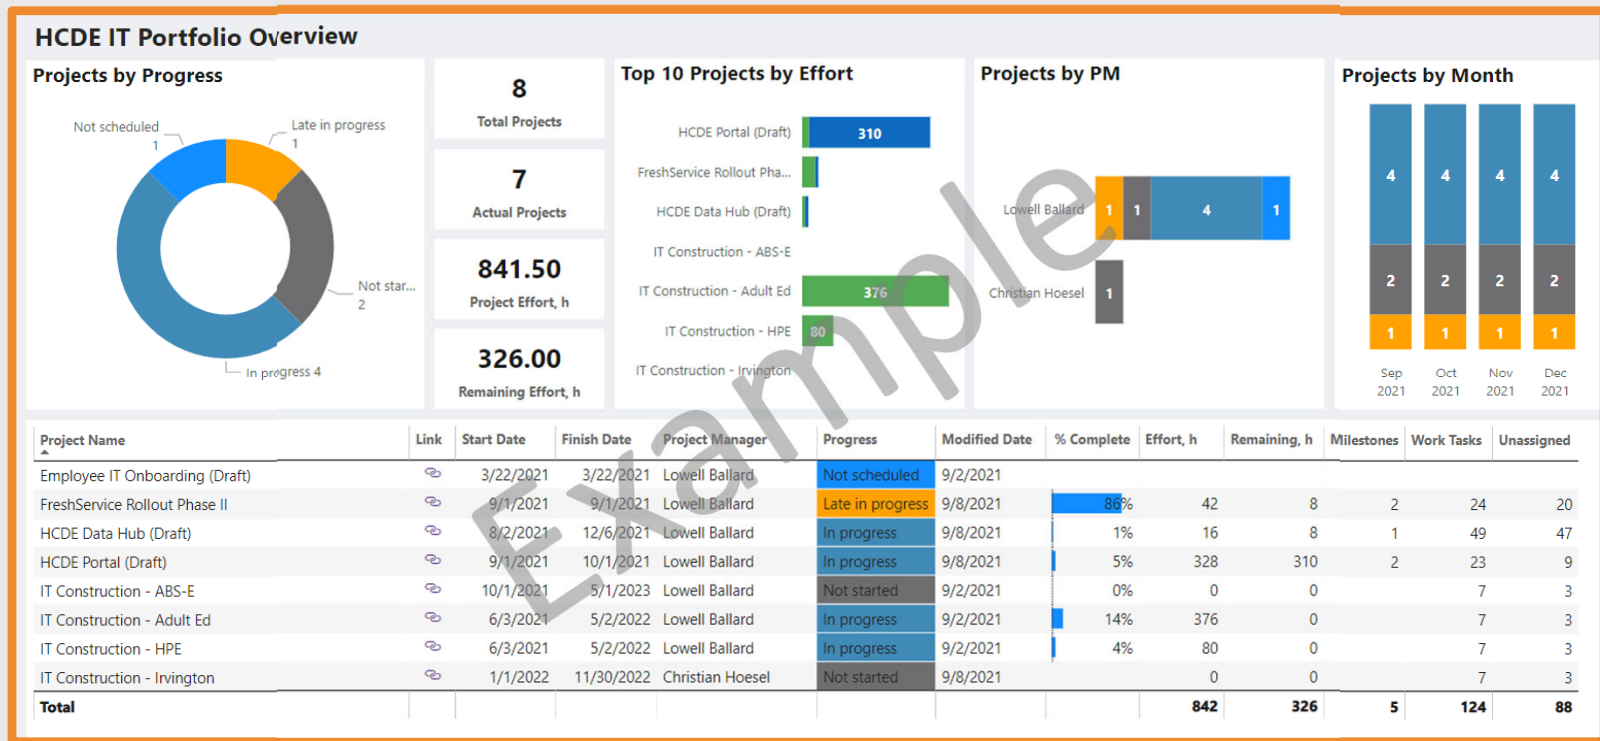 HCDE IT Portfolio Overview
Projects by Progress
Not scheduled
1
Late in progress
1
Not star...
2
In progress 4
8
Total Projects
7
Actual Projects
841.50
Project Effort, h
326.00
Remaining Effort, h
Top 10 Projects by Effort
HCDE Portal (Draft) 310
FreshService Rollout Pha...
HCDE Data Hub (Draft)
IT Construction - ABS-E
IT Construction - Adult Ed 376
IT Construction - HPE 80
IT Construction - Irvington
Projects by PM
Lowell Ballard 1 1 4 1
Christian Hoesel 1
Projects by Month
4 4 4 4
2 2 2 2
1 1 1 1
Sep Oct Nov Dec
2021 2021 2021 2021
Example
Project Name Link Start Date Finish Date Project Manager Progress Modified Date % Complete Effort, h Remaining, h Milestones Work Tasks Unassigned
Employee IT Onboarding (Draft) 3/22/2021 3/22/2021 Lowell Ballard Not scheduled 9/2/2021
FreshService Rollout Phase II 9/1/2021 9/1/2021 Lowell Ballard Late in progress 9/8/2021 86% 42 8 2 24 20
HCDE Data Hub (Draft) 8/2/2021 12/6/2021 Lowell Ballard In progress 9/8/2021 1% 16 8 1 49 47
HCDE Portal (Draft) 9/1/2021 10/1/2021 Lowell Ballard In progress 9/8/2021 5% 328 310 2 23 9
IT Construction - ABS-E 10/1/2021 5/1/2023 Lowell Ballard Not started 9/2/2021 0% 0 0 7 3
IT Construction - Adult Ed 6/3/2021 5/2/2022 Lowell Ballard In progress 9/2/2021 14% 376 0 7 3
IT Construction - HPE 6/3/2021 5/2/2022 Lowell Ballard In progress 9/2/2021 4% 80 0 7 3
IT Construction - Irvington 1/1/2022 11/30/2022 Christian Hoesel Not started 9/8/2021 0 0 7 3
Total 842 326 5 124 88